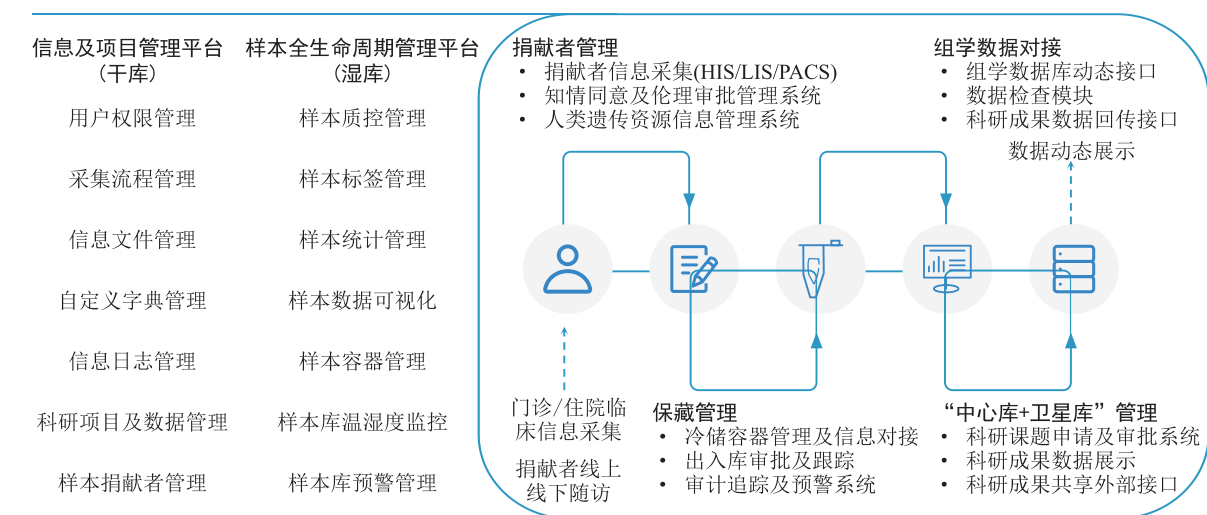 信息及项目管理平台
（干库）
用户权限管理
采集流程管理
信息文件管理
自定义字典管理
信息日志管理
科研项目及数据管理
样本捐献者管理
样本全生命周期管理平台
（湿库）
样本质控管理
样本标签管理
样本统计管理
样本数据可视化
样本容器管理
样本库温湿度监控
样本库预警管理
捐献者管理
• 捐献者信息采集(HIS/LIS/PACS)
• 知情同意及伦理审批管理系统
• 人类遗传资源信息管理系统
组学数据对接
• 组学数据库动态接口
• 数据检查模块
• 科研成果数据回传接口
数据动态展示
门诊/住院临
床信息采集
捐献者线上
线下随访
保藏管理
• 冷储容器管理及信息对接
• 出入库审批及跟踪
• 审计追踪及预警系统
“中心库+卫星库”管理
• 科研课题申请及审批系统
• 科研成果数据展示
• 科研成果共享外部接口